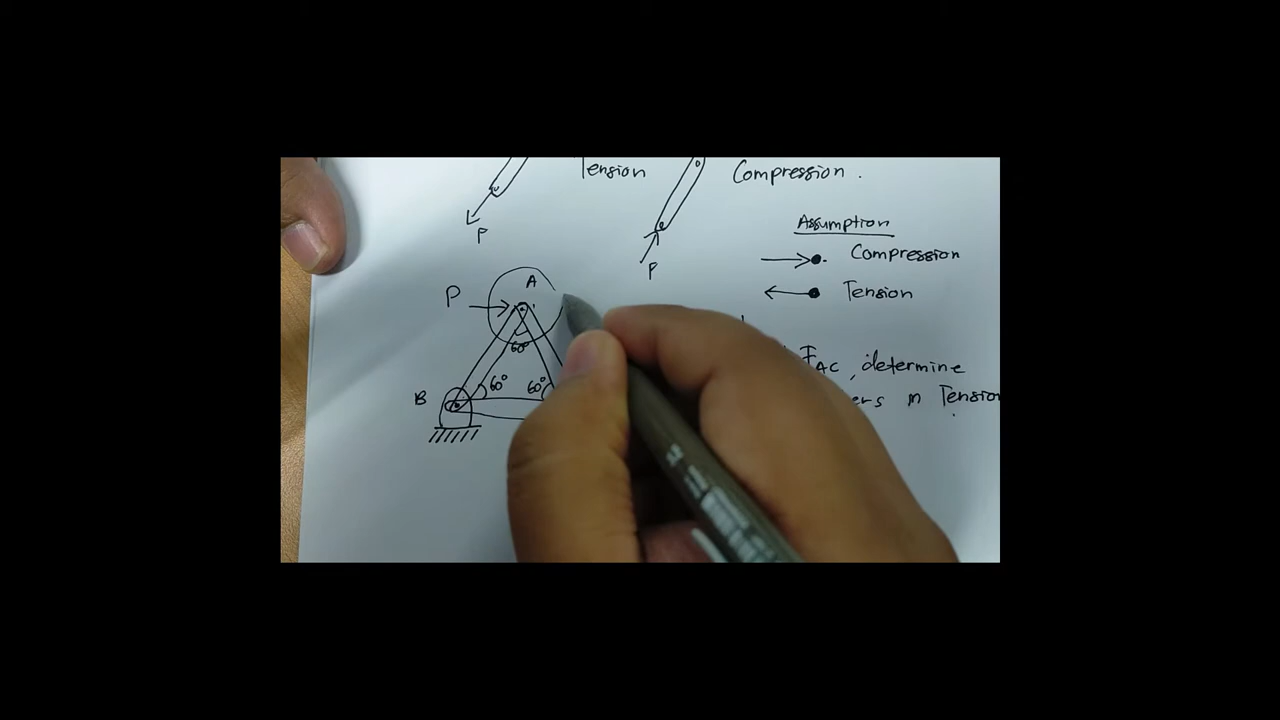 Tension
Compression .
P
P
Assumption
Compression
Tension
A
P
60°
B
60°
60°
FAC , determine
Tension